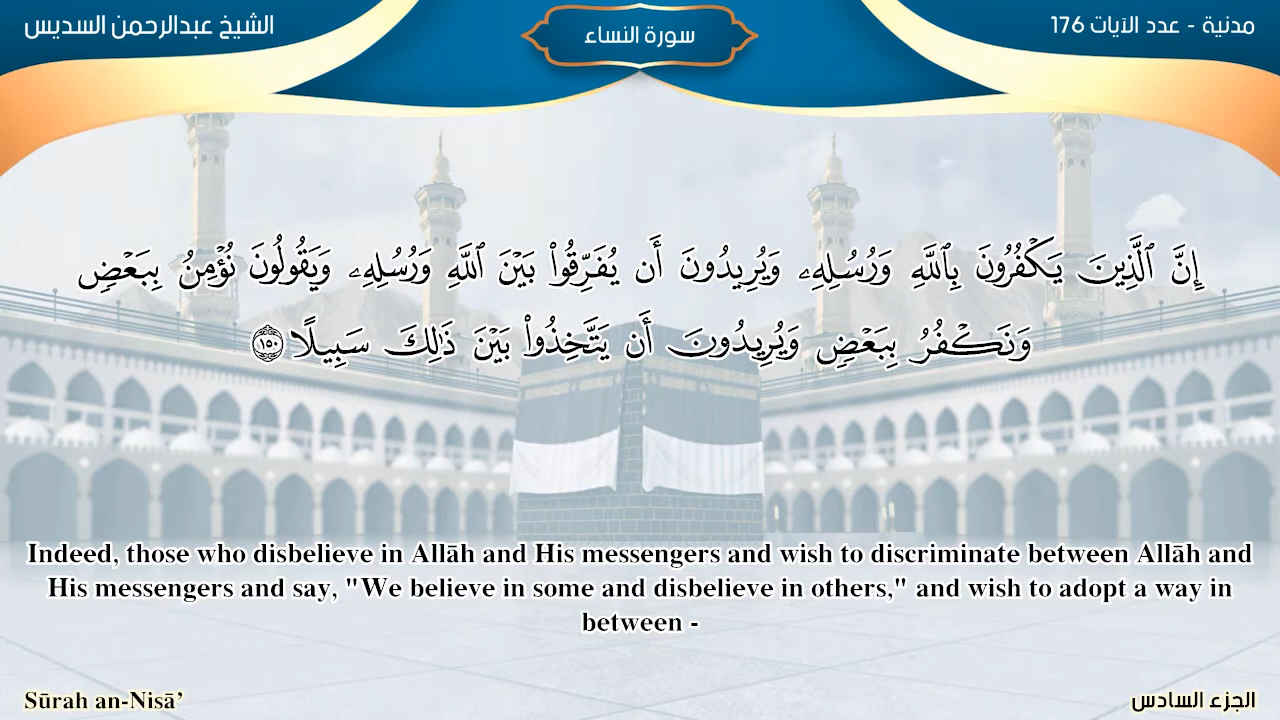 مدنية - عدد الآيات 176
سورة النساء
الشيخ عبدالرحمن السديس
إِنَّ ٱلَّذِينَ يَكْفُرُونَ بِٱللَّهِ وَرُسُلِهِۦ وَيُرِيدُونَ أَن يُفَرِّقُوا۟ بَيْنَ ٱللَّهِ وَرُسُلِهِۦ وَيَقُولُونَ نُؤْمِنُ بِبَعْضٍ
وَنَكْفُرُ بِبَعْضٍ وَيُرِيدُونَ أَن يَتَّخِذُوا۟ بَيْنَ ذَٰلِكَ سَبِيلًا ١٥٠
Indeed, those who disbelieve in Allāh and His messengers and wish to discriminate between Allāh and
His messengers and say, "We believe in some and disbelieve in others," and wish to adopt a way in
between -
Sūrah an-Nisā’
الجزء السادس